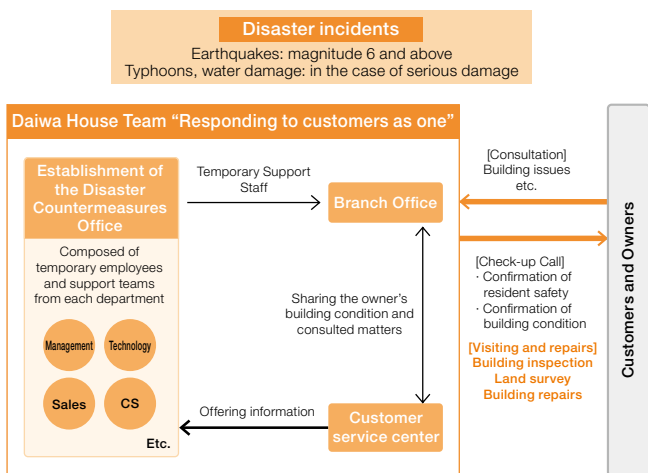 Disaster incidents
Earthquakes: magnitude 6 and above
Typhoons, water damage: in the case of serious damage
Daiwa House Team “Responding to customers as one”
Establishment of
the Disaster
Countermeasures
Office
Composed of
temporary employees
and support teams
from each department
Management
Technology
Sales
CS
Etc.
Temporary Support
Staff
Branch Office
Sharing the owner’s
building condition and
consulted matters
Offering information
Customer
service center
[Consultation]
Building issues
etc.
[Check-up Call]
· Confirmation of
resident safety
· Confirmation of
building condition
[Visiting and repairs]
Building inspection
Land survey
Building repairs
Customers and Owners